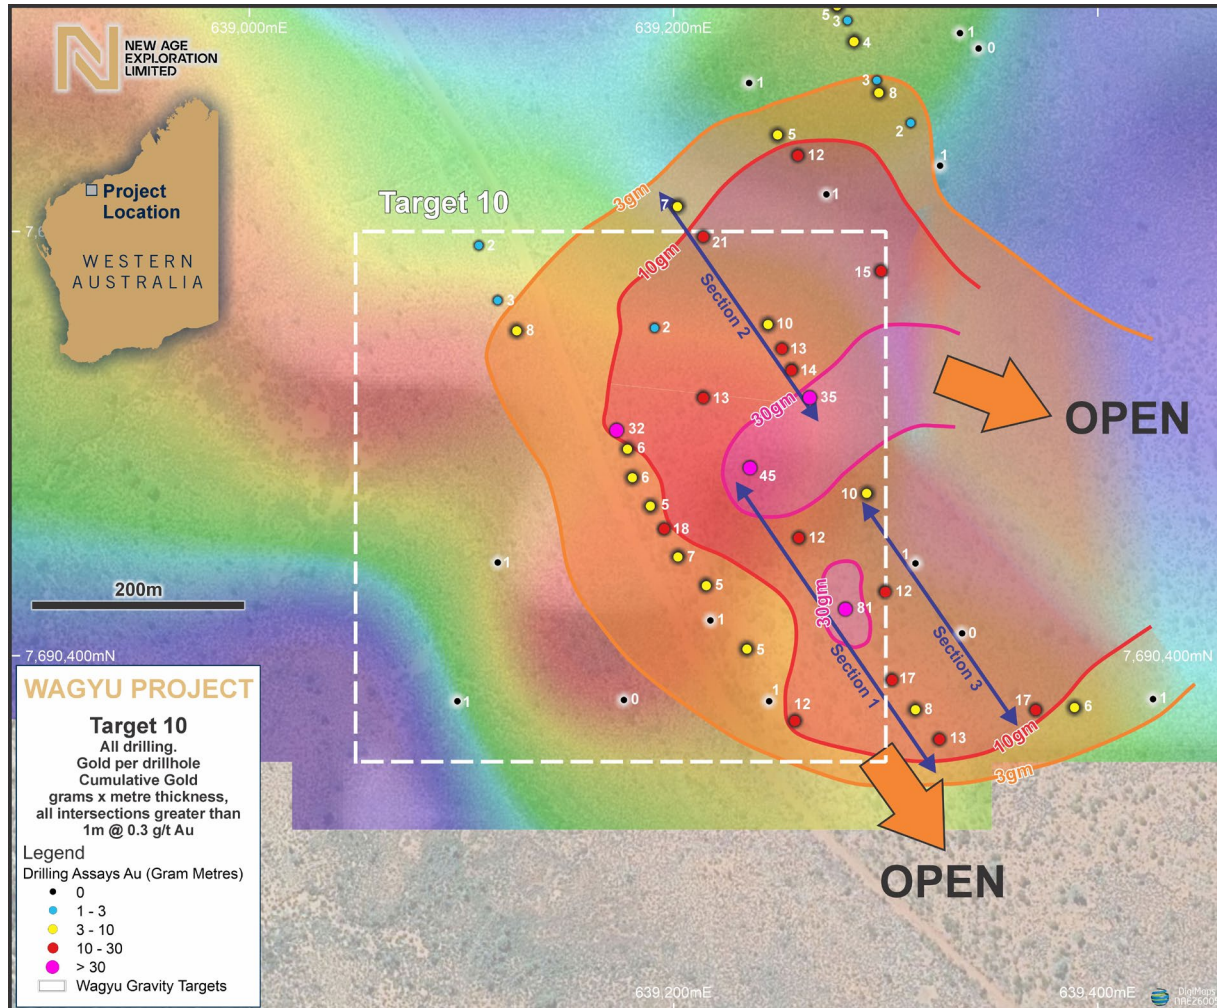 639,000mE
639,200mE
NEW AGE
EXPLORATION
LIMITED
Project
Location
WESTERN
AUSTRALIA
5
3
4
1
0
1
3
8
2
5
12
1
1
Target 10
3gm
7
2
21
10gm
15
Section 2
3
8
2
10
13
14
13
30gm
35
OPEN
32
6
45
6
10
5
18
12
7
1
1
5
12
200m
30gm
81
1
0
5
Section 3
7,690,400mN
7,690,400mN
Section 1
17
1
0
1
12
8
17
6
1
13
10gm
3gm
WAGYU PROJECT
Target 10
All drilling.
Gold per drillhole
Cumulative Gold
grams x metre thickness,
all intersections greater than
1m @ 0.3 g/t Au
Legend
Drilling Assays Au (Gram Metres)
0
1 - 3
3 - 10
10 - 30
> 30
Wagyu Gravity Targets
OPEN
639,200mE
639,400mE
DigiMaps